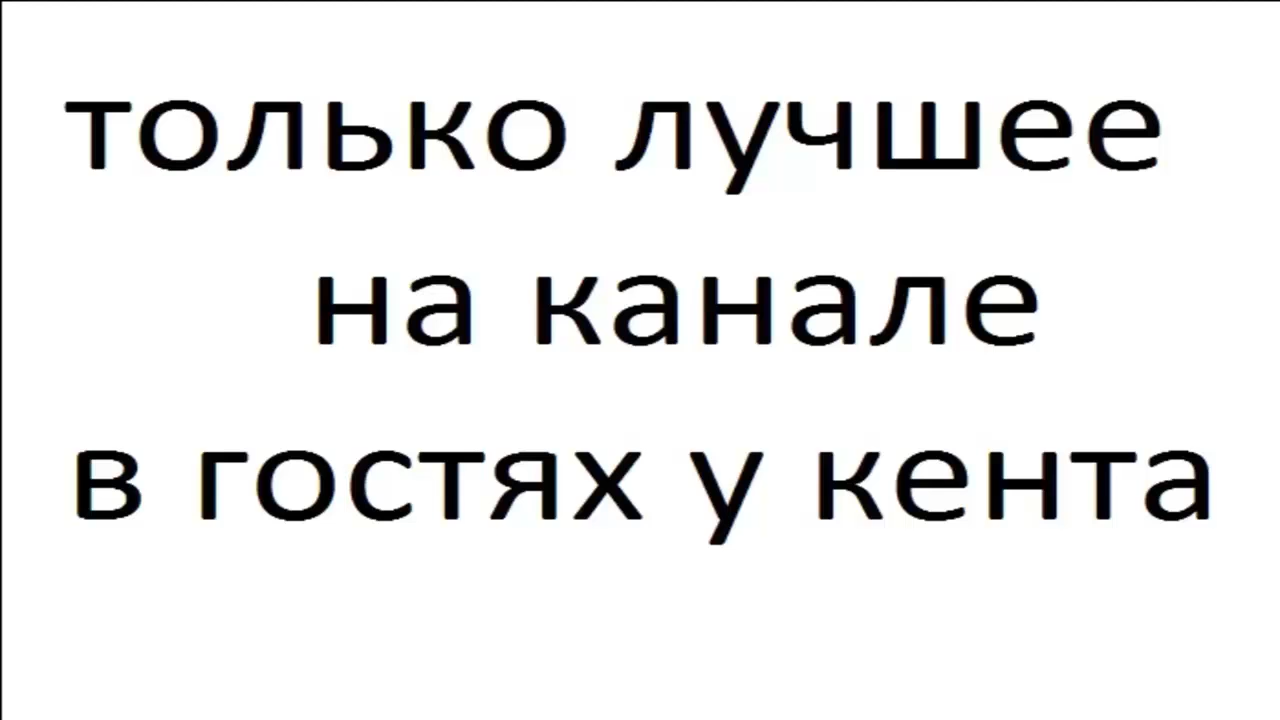 только лучшее
на канале
в гостях у кента